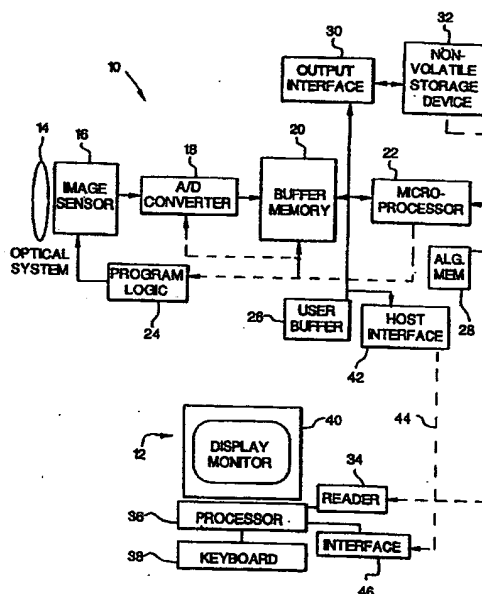 10
14
16
IMAGE
SENSOR
OPTICAL
SYSTEM
18
A/D
CONVERTER
PROGRAM
LOGIC
24
20
BUFFER
MEMORY
30
OUTPUT
INTERFACE
32
NON-
VOLATILE
STORAGE
DEVICE
22
MICRO-
PROCESSOR
ALG.
MEM
28
26
USER
BUFFER
HOST
INTERFACE
42
44
12
40
DISPLAY
MONITOR
34
READER
36
PROCESSOR
38
KEYBOARD
INTERFACE
46